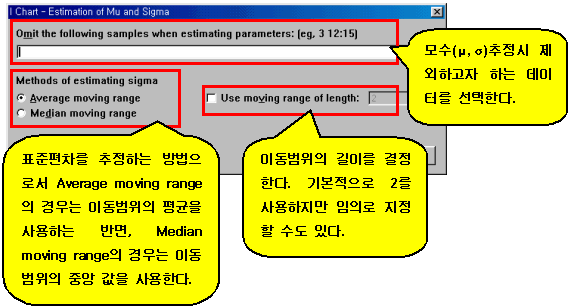 I Chart – Estimation of Mu and Sigma
Omit the following samples when estimating parameters: (eg, 3 12:15)
Methods of estimating sigma
Average moving range
Median moving range
Use moving range of length:
2
모수(μ,σ)추정시 제
외하고자 하는 데이
터를 선택한다.
표준편차를 추정하는 방법으
로서 Average moving range
의 경우는 이동범위의 평균을
사용하는 반면, Median
moving range의 경우는 이동
범위의 중앙 값을 사용한다.
이동범위의 길이를 결정
한다. 기본적으로 2를
사용하지만 임의로 지정
할 수도 있다.